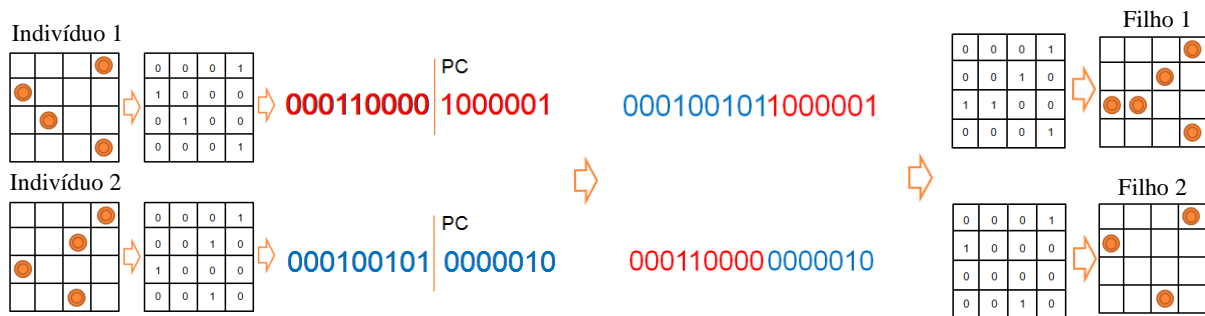 Indivíduo 1
0 0 0 1
1 0 0 0
0 1 0 0
0 0 0 1
PC
000110000 1000001
Indivíduo 2
0 0 0 1
0 0 1 0
1 0 0 0
0 0 1 0
PC
000100101 0000010
0001001011000001
0001100000000010
Filho 1
0 0 0 1
0 0 1 0
1 1 0 0
0 0 0 1
Filho 2
0 0 0 1
1 0 0 0
0 0 0 0
0 0 1 0